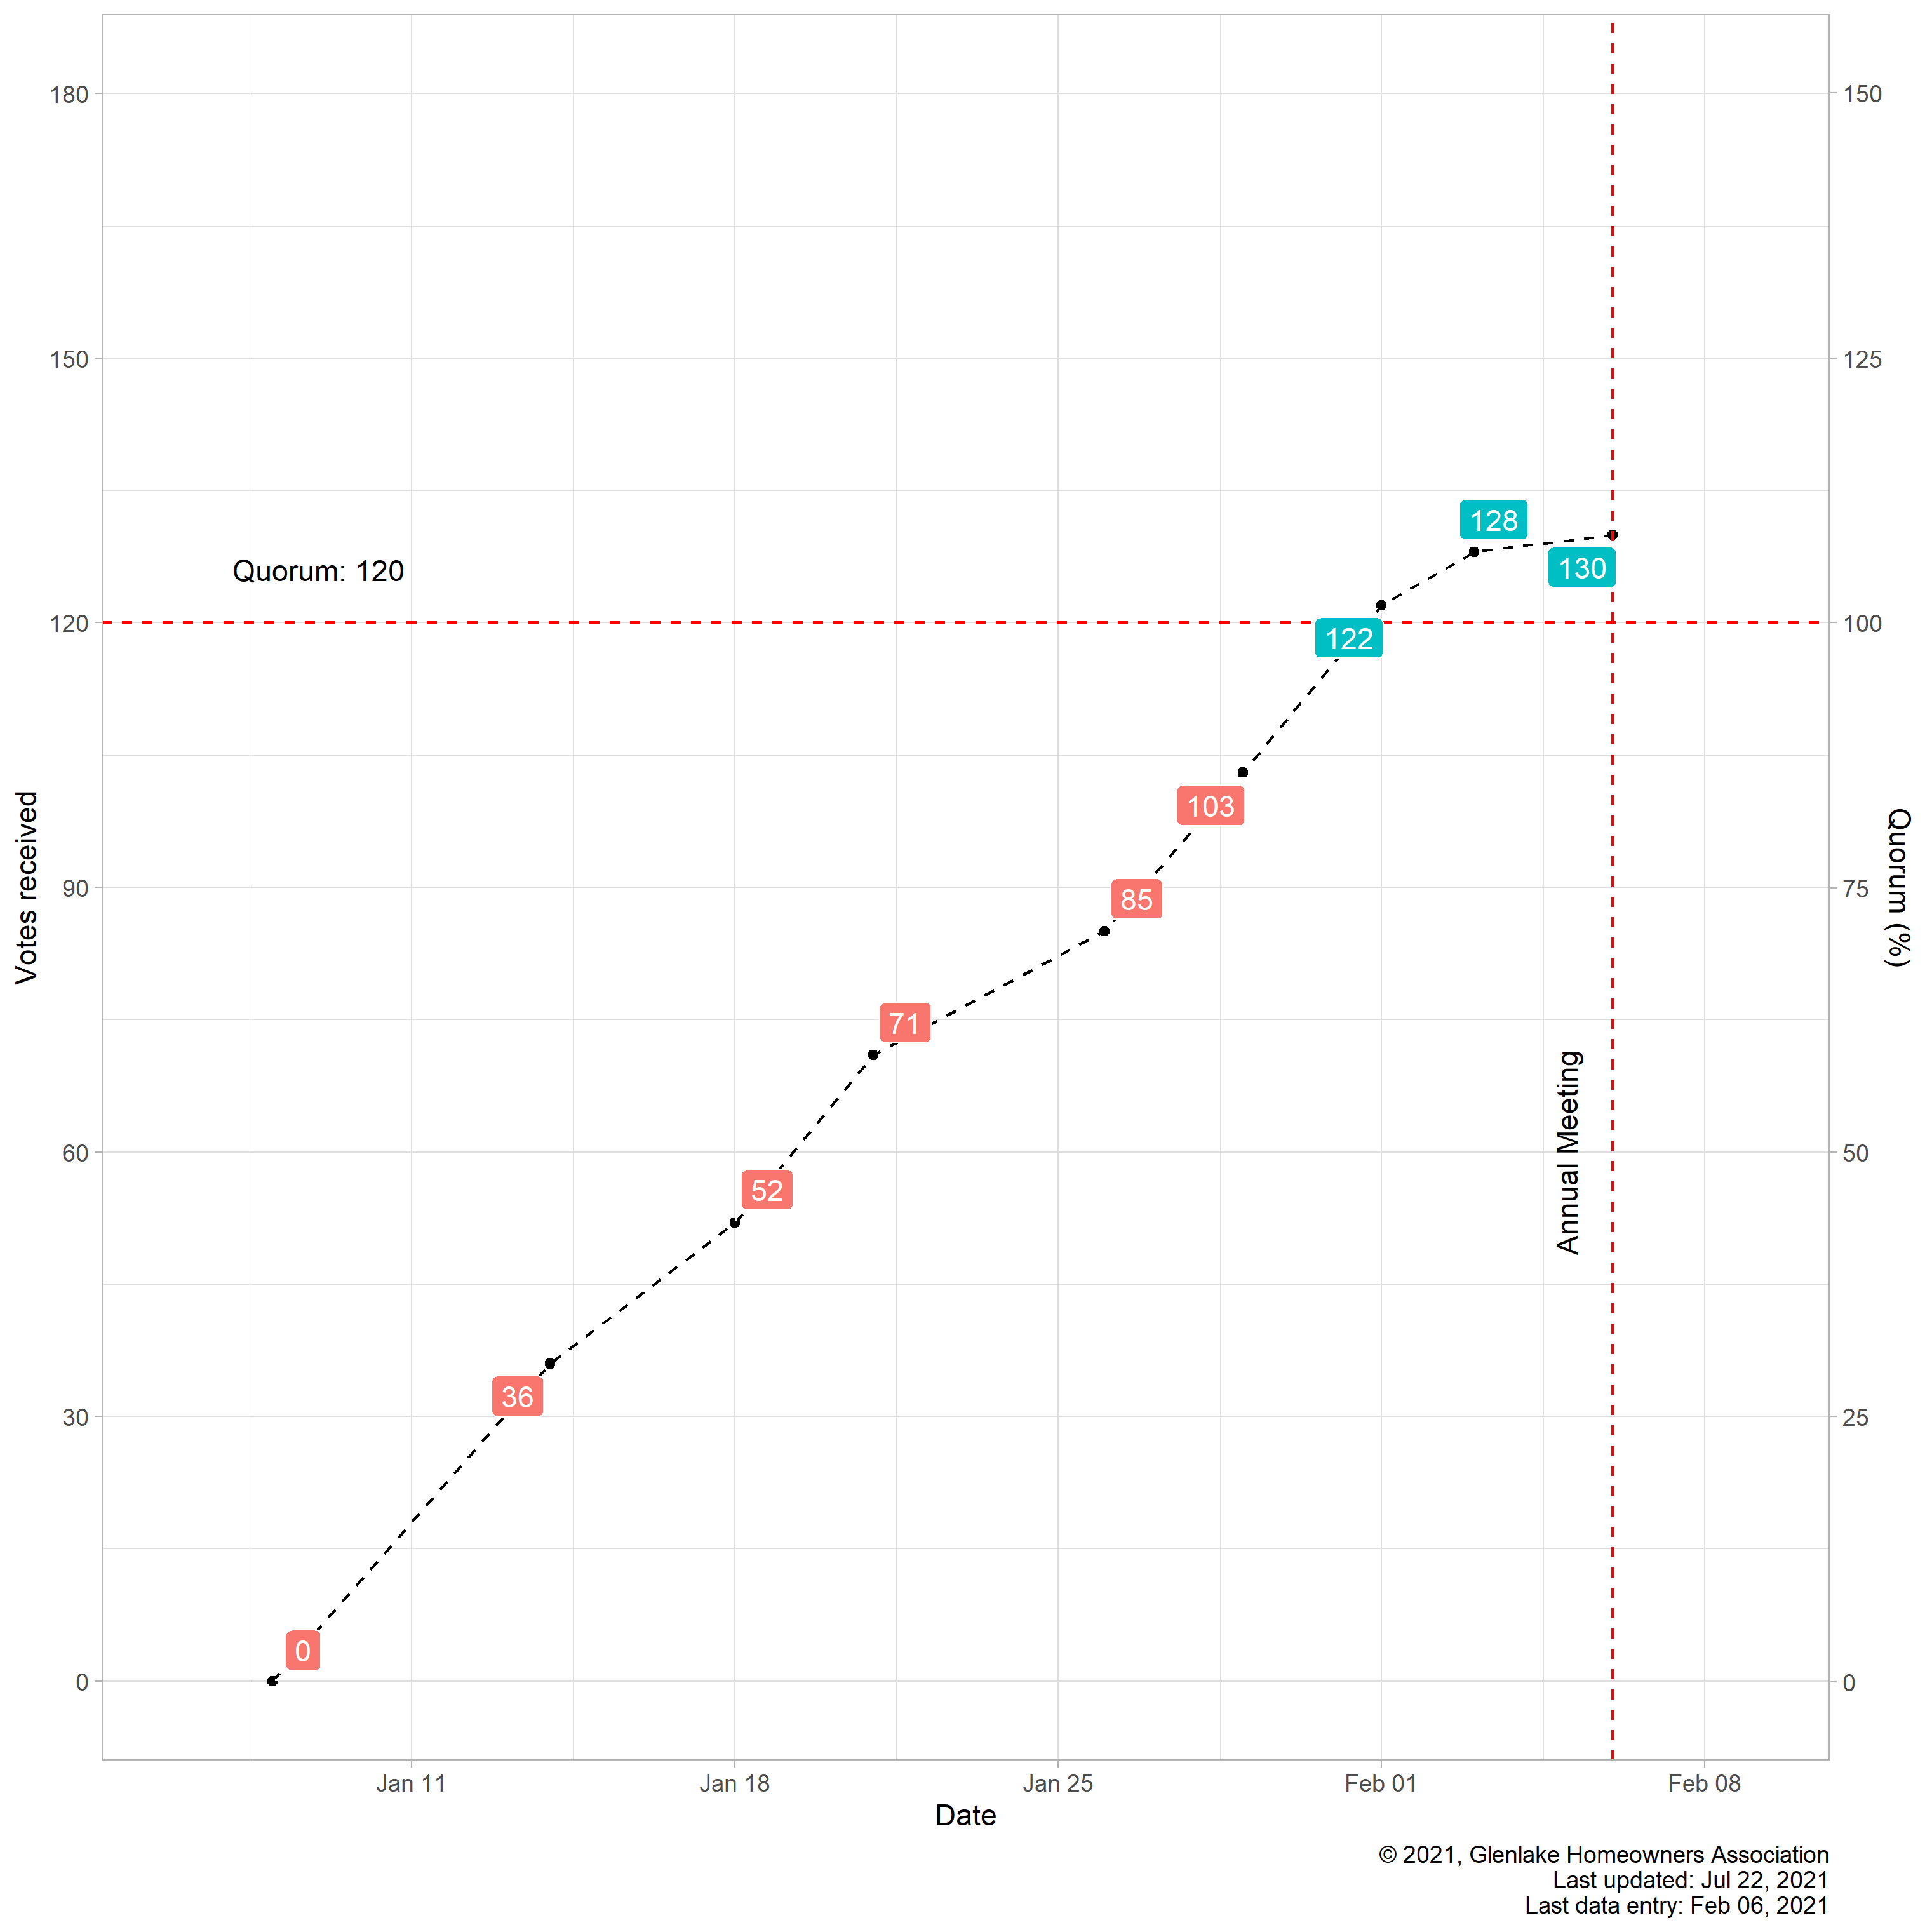 180
150
120
90
60
30
0
150
125
100
75
50
25
0
Votes received
Quorum (%)
Quorum: 120
Annual Meeting
0
36
52
71
85
103
122
128
130
Jan 11
Jan 18
Jan 25
Feb 01
Feb 08
Date
© 2021, Glenlake Homeowners Association
Last updated: Jul 22, 2021
Last data entry: Feb 06, 2021